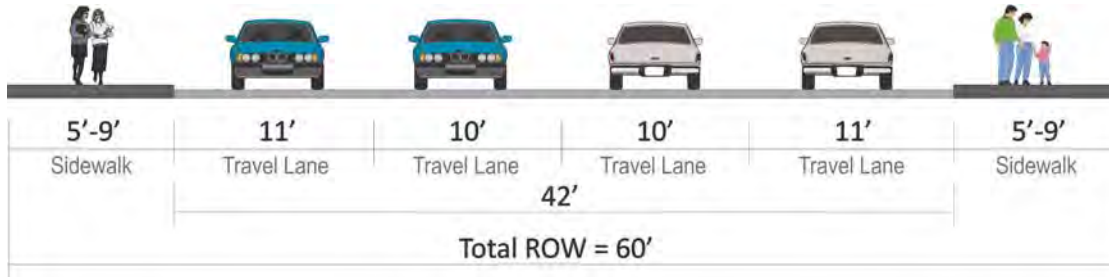 5’-9’ 11’ 10’ 10’ 11’ 5’-9’
Sidewalk Travel Lane Travel Lane Travel Lane Travel Lane Sidewalk
42’
Total ROW = 60’